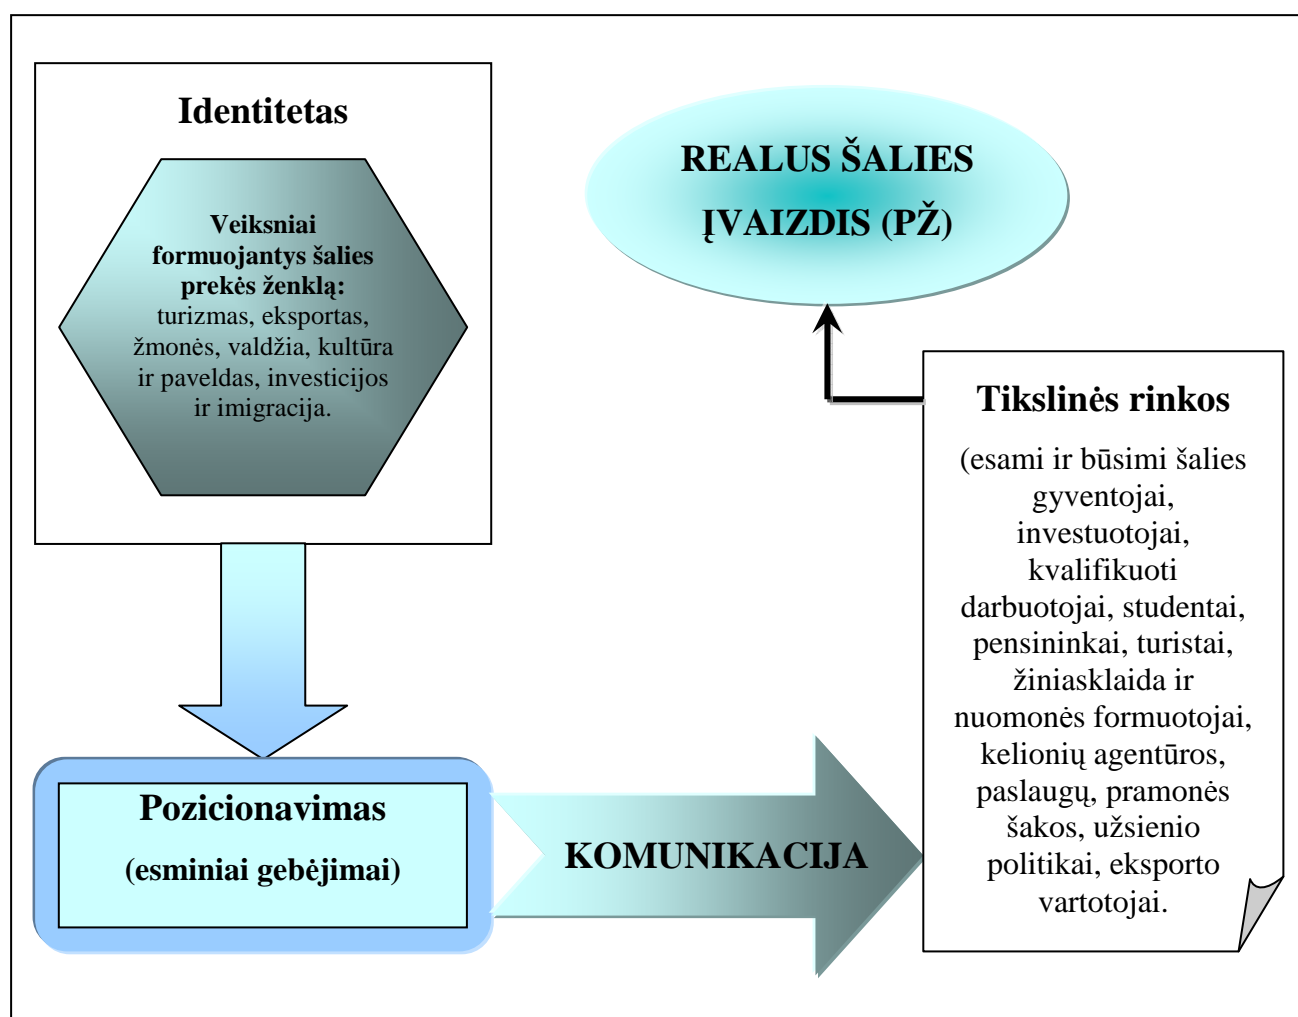 Identitetas
Veiksniai
formuojantys šalies
prekės ženklą:
turizmas, eksportas,
žmonės, valdžia, kultūra
ir paveldas, investicijos
ir imigracija.
Pozicionavimas
(esminiai gebėjimai)
KOMUNIKACIJA
Tikslinės rinkos
(esami ir būsimi šalies
gyventojai,
investuotojai,
kvalifikuoti
darbuotojai, studentai,
pensininkai, turistai,
žiniasklaida ir
nuomonės formuotojai,
kelionių agentūros,
paslaugų, pramonės
šakos, užsienio
politikai, eksporto
vartotojai.
REALUS ŠALIES
ĮVAIZDIS (PŽ)